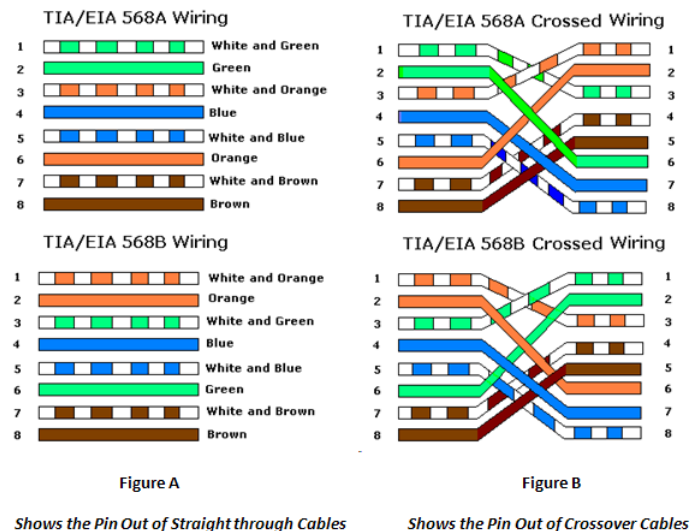 TIA/EIA 568A Wiring
1 White and Green
2 Green
3 White and Orange
4 Blue
5 White and Blue
6 Orange
7 White and Brown
8 Brown
TIA/EIA 568B Wiring
1 White and Orange
2 Orange
3 White and Green
4 Blue
5 White and Blue
6 Green
7 White and Brown
8 Brown
Figure A
Shows the Pin Out of Straight through Cables
TIA/EIA 568A Crossed Wiring
1 1
2 2
3 3
4 4
5 5
6 6
7 7
8 8
TIA/EIA 568B Crossed Wiring
1 1
2 2
3 3
4 4
5 5
6 6
7 7
8 8
Figure B
Shows the Pin Out of Crossover Cables